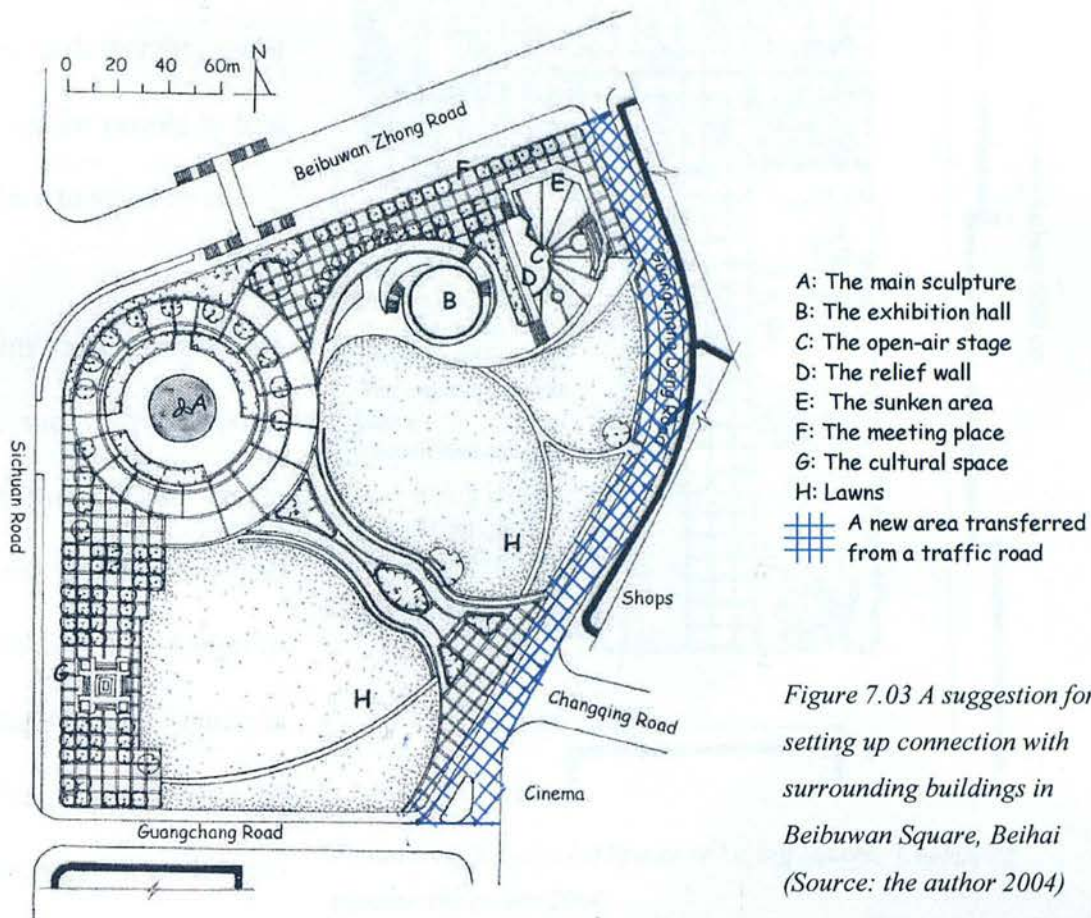 0 20 40 60m
N
Beibuwan Zhong Road
F
E
C
D
B
A
Sichuan Road
H
Shops
G
H
Changqing Road
Cinema
Guangchang Road
A: The main sculpture
B: The exhibition hall
C: The open-air stage
D: The relief wall
E: The sunken area
F: The meeting place
G: The cultural space
H: Lawns
A new area transferred
from a traffic road
Figure 7.03 A suggestion for
setting up connection with
surrounding buildings in
Beibuwan Square, Beihai
(Source: the author 2004)